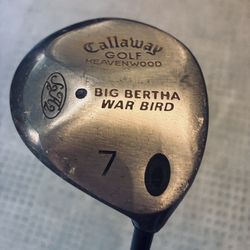 Callaway
GOLF
HEAVENWOOD
BIG BERTHA
WAR BIRD
7